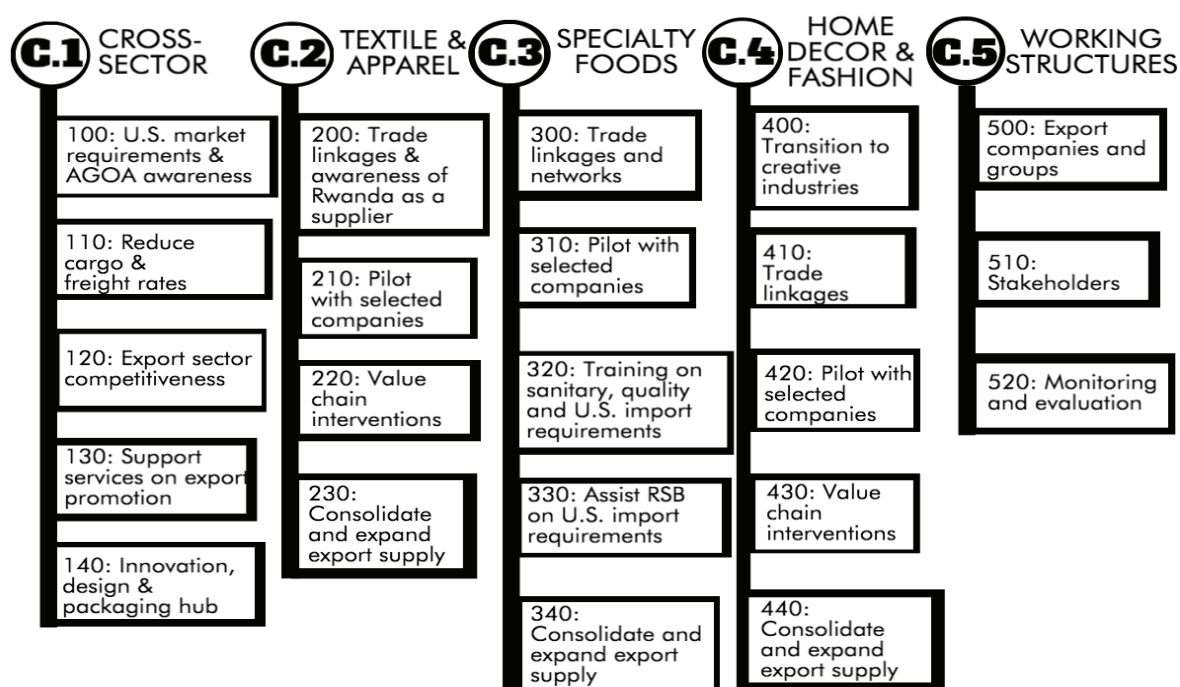 C.1 CROSS-
SECTOR
100: U.S. market
requirements &
AGOA awareness
110: Reduce
cargo &
freight rates
120: Export sector
competitiveness
130: Support
services on export
promotion
140: Innovation,
design &
packaging hub
C.2 TEXTILE &
APPAREL
200: Trade
linkages &
awareness of
Rwanda as a
supplier
210: Pilot
with selected
companies
220: Value
chain
interventions
230:
Consolidate
and expand
export supply
C.3 SPECIALTY
FOODS
300: Trade
linkages and
networks
310: Pilot with
selected
companies
320: Training on
sanitary, quality
and U.S. import
requirements
330: Assist RSB
on U.S. import
requirements
340:
Consolidate and
expand export
supply
C.4 HOME
DECOR &
FASHION
400:
Transition to
creative
industries
410:
Trade
linkages
420: Pilot with
selected
companies
430: Value
chain
interventions
440:
Consolidate
and expand
export supply
C.5 WORKING
STRUCTURES
500: Export
companies and
groups
510:
Stakeholders
520: Monitoring
and evaluation